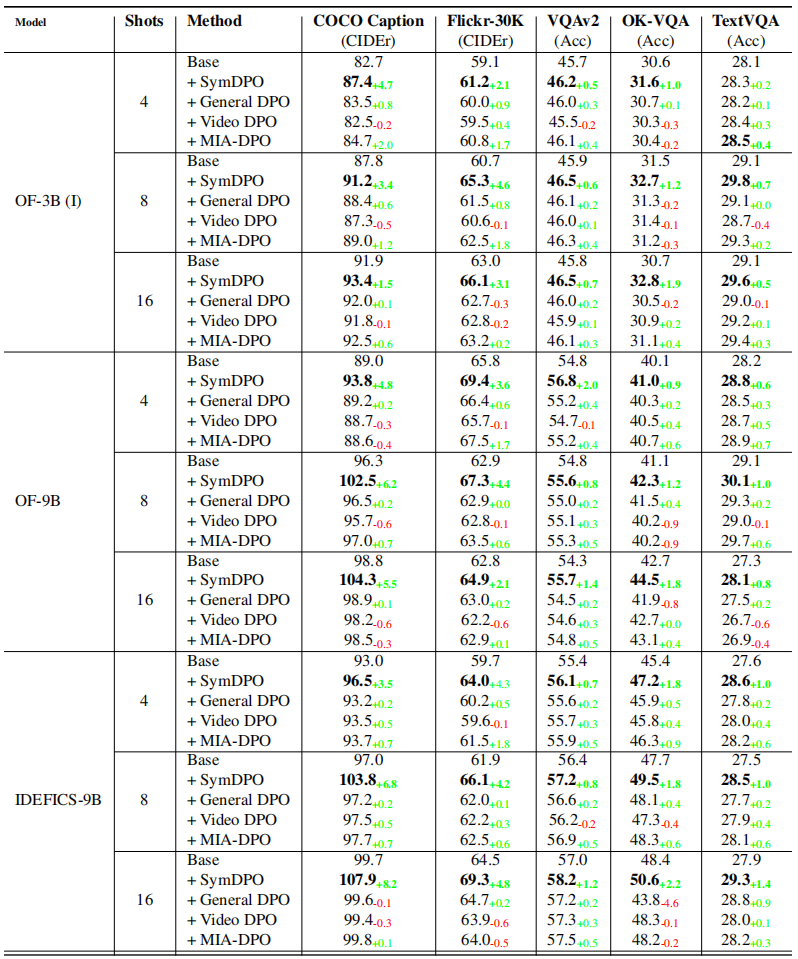 Model Shots Method COCO Caption Flickr-30K VQAv2 OK-VQA TextVQA
(CIDEr) (CIDEr) (Acc) (Acc) (Acc)
Base 82.7 59.1 45.7 30.6 28.1
+ SymDPO 87.4+4.7 61.2+2.1 46.2+0.5 31.6+1.0 28.3+0.2
4 + General DPO 83.5+0.8 60.0+0.9 46.0+0.3 30.7+0.1 28.2+0.1
+ Video DPO 82.5-0.2 59.5+0.4 45.5-0.2 30.3-0.3 28.4+0.3
+ MIA-DPO 84.7+2.0 60.8+1.7 46.1+0.4 30.4-0.2 28.5+0.4
Base 87.8 60.7 45.9 31.5 29.1
+ SymDPO 91.2+3.4 65.3+4.6 46.5+0.6 32.7+1.2 29.8+0.7
OF-3B (I) 8 + General DPO 88.4+0.6 61.5+0.8 46.1+0.2 31.3-0.2 29.1+0.0
+ Video DPO 87.3-0.5 60.6-0.1 46.0+0.1 31.4-0.1 28.7-0.4
+ MIA-DPO 89.0+1.2 62.5+1.8 46.3+0.4 31.2-0.3 29.3+0.2
Base 91.9 63.0 45.8 30.7 29.1
+ SymDPO 93.4+1.5 66.1+3.1 46.5+0.7 32.8+1.9 29.6+0.5
16 + General DPO 92.0+0.1 62.7-0.3 46.0+0.2 30.5-0.2 29.0-0.1
+ Video DPO 91.8-0.1 62.8-0.2 45.9+0.1 30.9+0.2 29.2+0.1
+ MIA-DPO 92.5+0.6 63.2+0.2 46.1+0.3 31.1+0.4 29.4+0.3
Base 89.0 65.8 54.8 40.1 28.2
+ SymDPO 93.8+4.8 69.4+3.6 56.8+2.0 41.0+0.9 28.8+0.6
4 + General DPO 89.2+0.2 66.4+0.6 55.2+0.4 40.3+0.2 28.5+0.3
+ Video DPO 88.7-0.3 65.7-0.1 54.7-0.1 40.5+0.4 28.7+0.5
+ MIA-DPO 88.6-0.4 67.5+1.7 55.2+0.4 40.7+0.6 28.9+0.7
Base 96.3 62.9 54.8 41.1 29.1
+ SymDPO 102.5+6.2 67.3+4.4 55.6+0.8 42.3+1.2 30.1+1.0
OF-9B 8 + General DPO 96.5+0.2 62.9+0.0 55.0+0.2 41.5+0.4 29.3+0.2
+ Video DPO 95.7-0.6 62.8-0.1 55.1+0.3 40.2-0.9 29.0-0.1
+ MIA-DPO 97.0+0.7 63.5+0.6 55.3+0.5 40.2-0.9 29.7+0.6
Base 98.8 62.8 54.3 42.7 27.3
+ SymDPO 104.3+5.5 64.9+2.1 55.7+1.4 44.5+1.8 28.1+0.8
16 + General DPO 98.9+0.1 63.0+0.2 54.5+0.2 41.9-0.8 27.5+0.2
+ Video DPO 98.2-0.6 62.2-0.6 54.6+0.3 42.7+0.0 26.7-0.6
+ MIA-DPO 98.5-0.3 62.9+0.1 54.8+0.5 43.1+0.4 26.9-0.4
Base 93.0 59.7 55.4 45.4 27.6
+ SymDPO 96.5+3.5 64.0+4.3 56.1+0.7 47.2+1.8 28.6+1.0
4 + General DPO 93.2+0.2 60.2+0.5 55.6+0.2 45.9+0.5 27.8+0.2
+ Video DPO 93.5+0.5 59.6-0.1 55.7+0.3 45.8+0.4 28.0+0.4
+ MIA-DPO 93.7+0.7 61.5+1.8 55.9+0.5 46.3+0.9 28.2+0.6
Base 97.0 61.9 56.4 47.7 27.5
+ SymDPO 103.8+6.8 66.1+4.2 57.2+0.8 49.5+1.8 28.5+1.0
IDEFICS-9B 8 + General DPO 97.2+0.2 62.0+0.1 56.6+0.2 48.1+0.4 27.7+0.2
+ Video DPO 97.5+0.5 62.2+0.3 56.2-0.2 47.3-0.4 27.9+0.4
+ MIA-DPO 97.7+0.7 62.5+0.6 56.9+0.5 48.3+0.6 28.1+0.6
Base 99.7 64.5 57.0 48.4 27.9
+ SymDPO 107.9+8.2 69.3+4.8 58.2+1.2 50.6+2.2 29.3+1.4
16 + General DPO 99.6-0.1 64.7+0.2 57.2+0.2 43.8-4.6 28.8+0.9
+ Video DPO 99.4-0.3 63.9-0.6 57.3+0.3 48.3-0.1 28.0+0.1
+ MIA-DPO 99.8+0.1 64.0-0.5 57.5+0.5 48.2-0.2 28.2+0.3